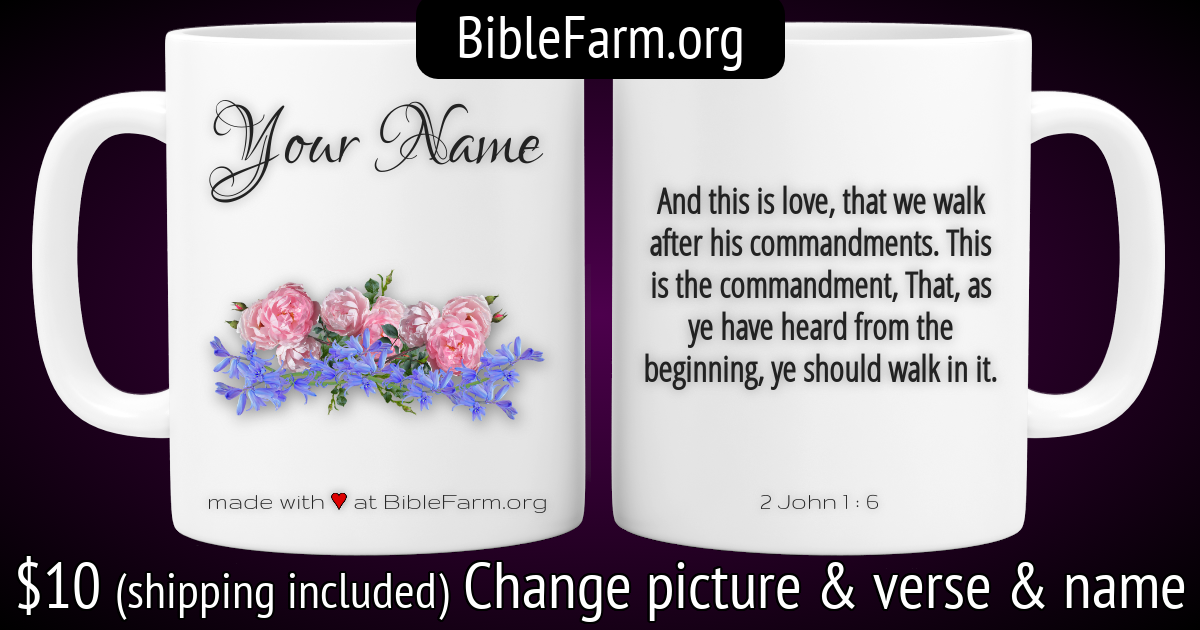 BibleFarm.org
Your Name
made with ♥ at BibleFarm.org
And this is love, that we walk
after his commandments. This
is the commandment, That, as
ye have heard from the
beginning, ye should walk in it.
2 John 1 : 6
$10 (shipping included) Change picture & verse & name